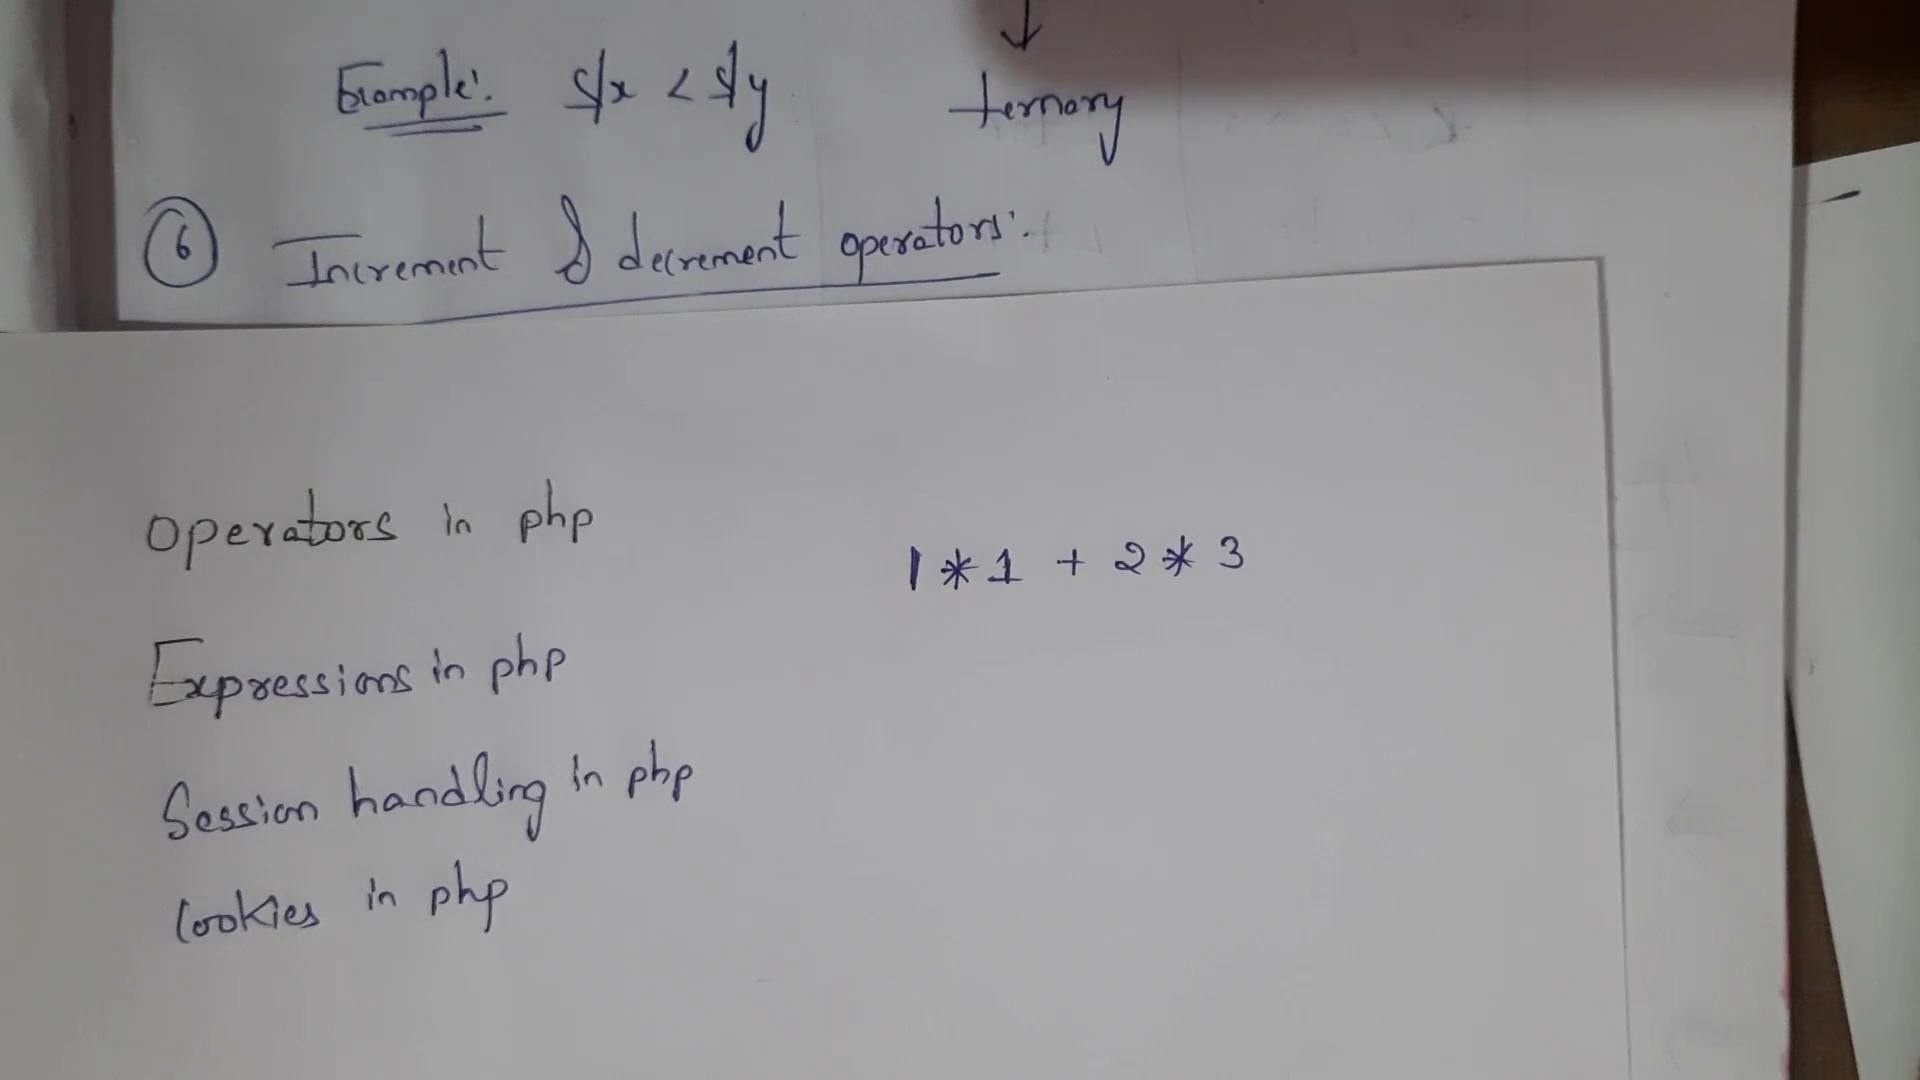 Example: $x < $y
ternary
6 Increment & decrement operators:
Operators in php
1 * 1 + 2 * 3
Expressions in php
Session handling in php
Cookies in php